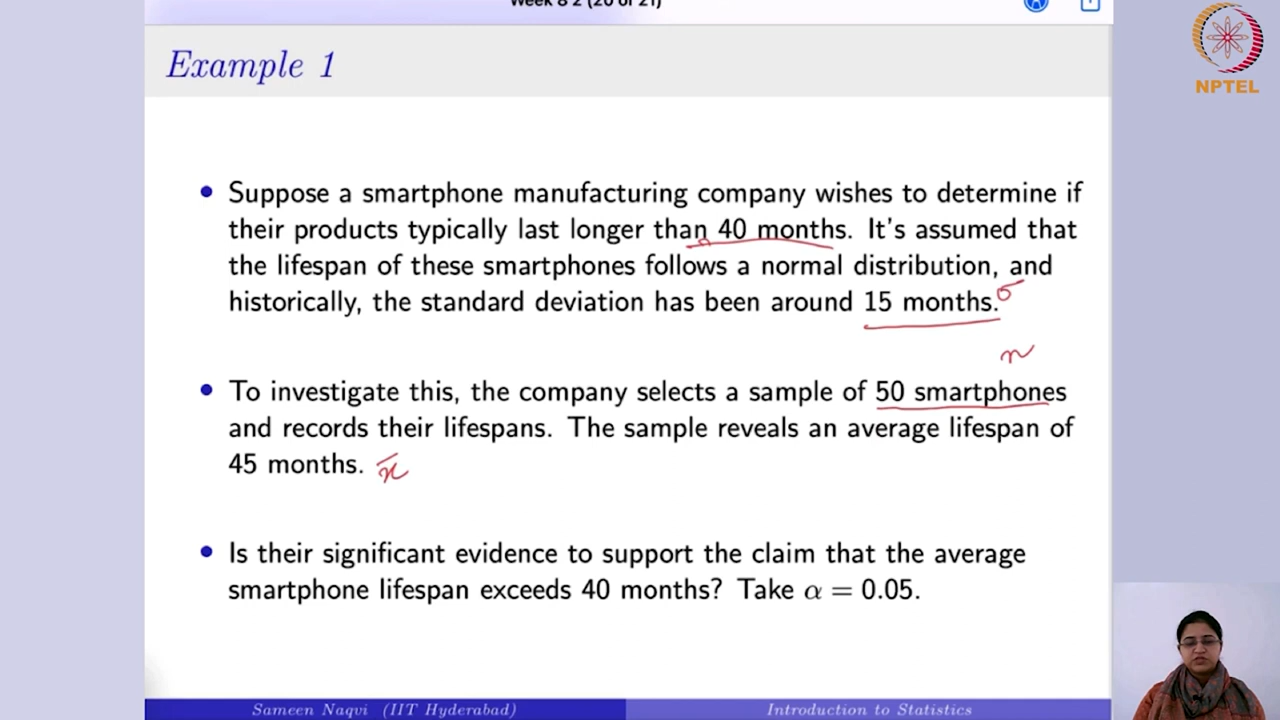 Week 8 2 (20 of 21)
NPTEL
Example 1
Suppose a smartphone manufacturing company wishes to determine if
their products typically last longer than 40 months. It's assumed that
the lifespan of these smartphones follows a normal distribution, and
historically, the standard deviation has been around 15 months. σ
n
To investigate this, the company selects a sample of 50 smartphones
and records their lifespans. The sample reveals an average lifespan of
45 months. x̄
Is their significant evidence to support the claim that the average
smartphone lifespan exceeds 40 months? Take α = 0.05.
Sameen Naqvi (IIT Hyderabad)
Introduction to Statistics